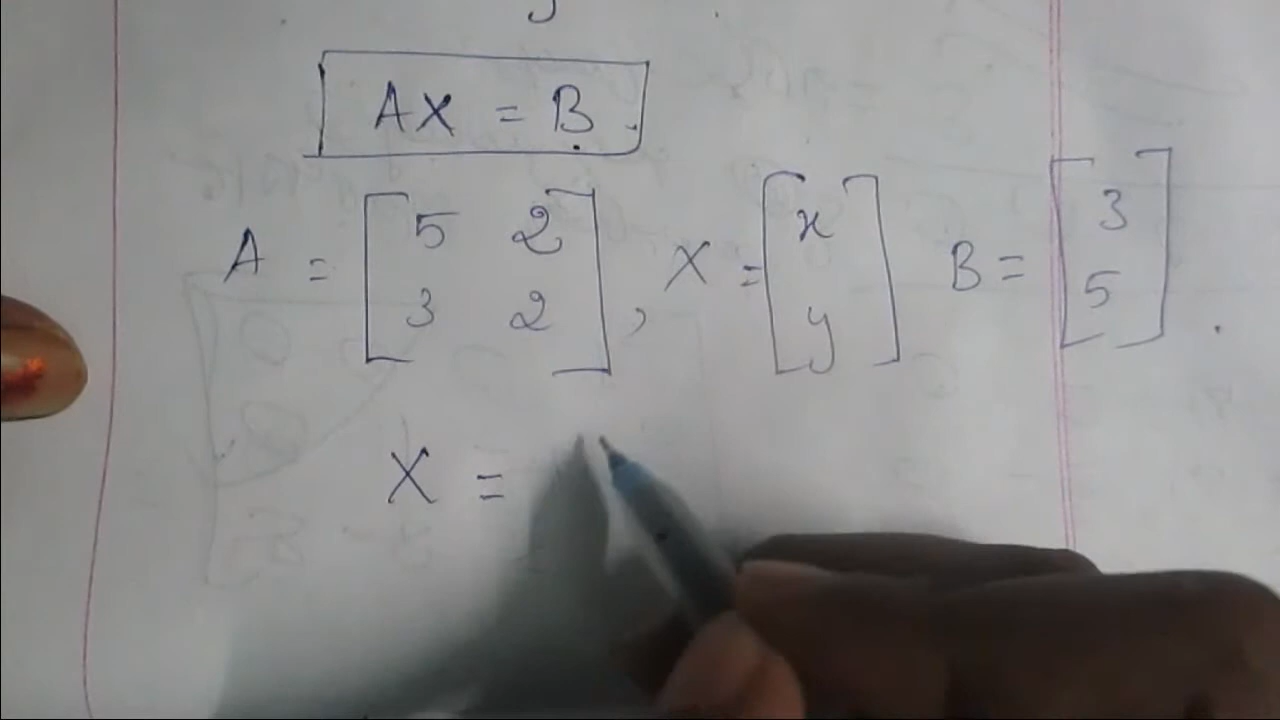 AX = B.
A = [5 2
3 2], X = [x
y] B = [3
5].
X =